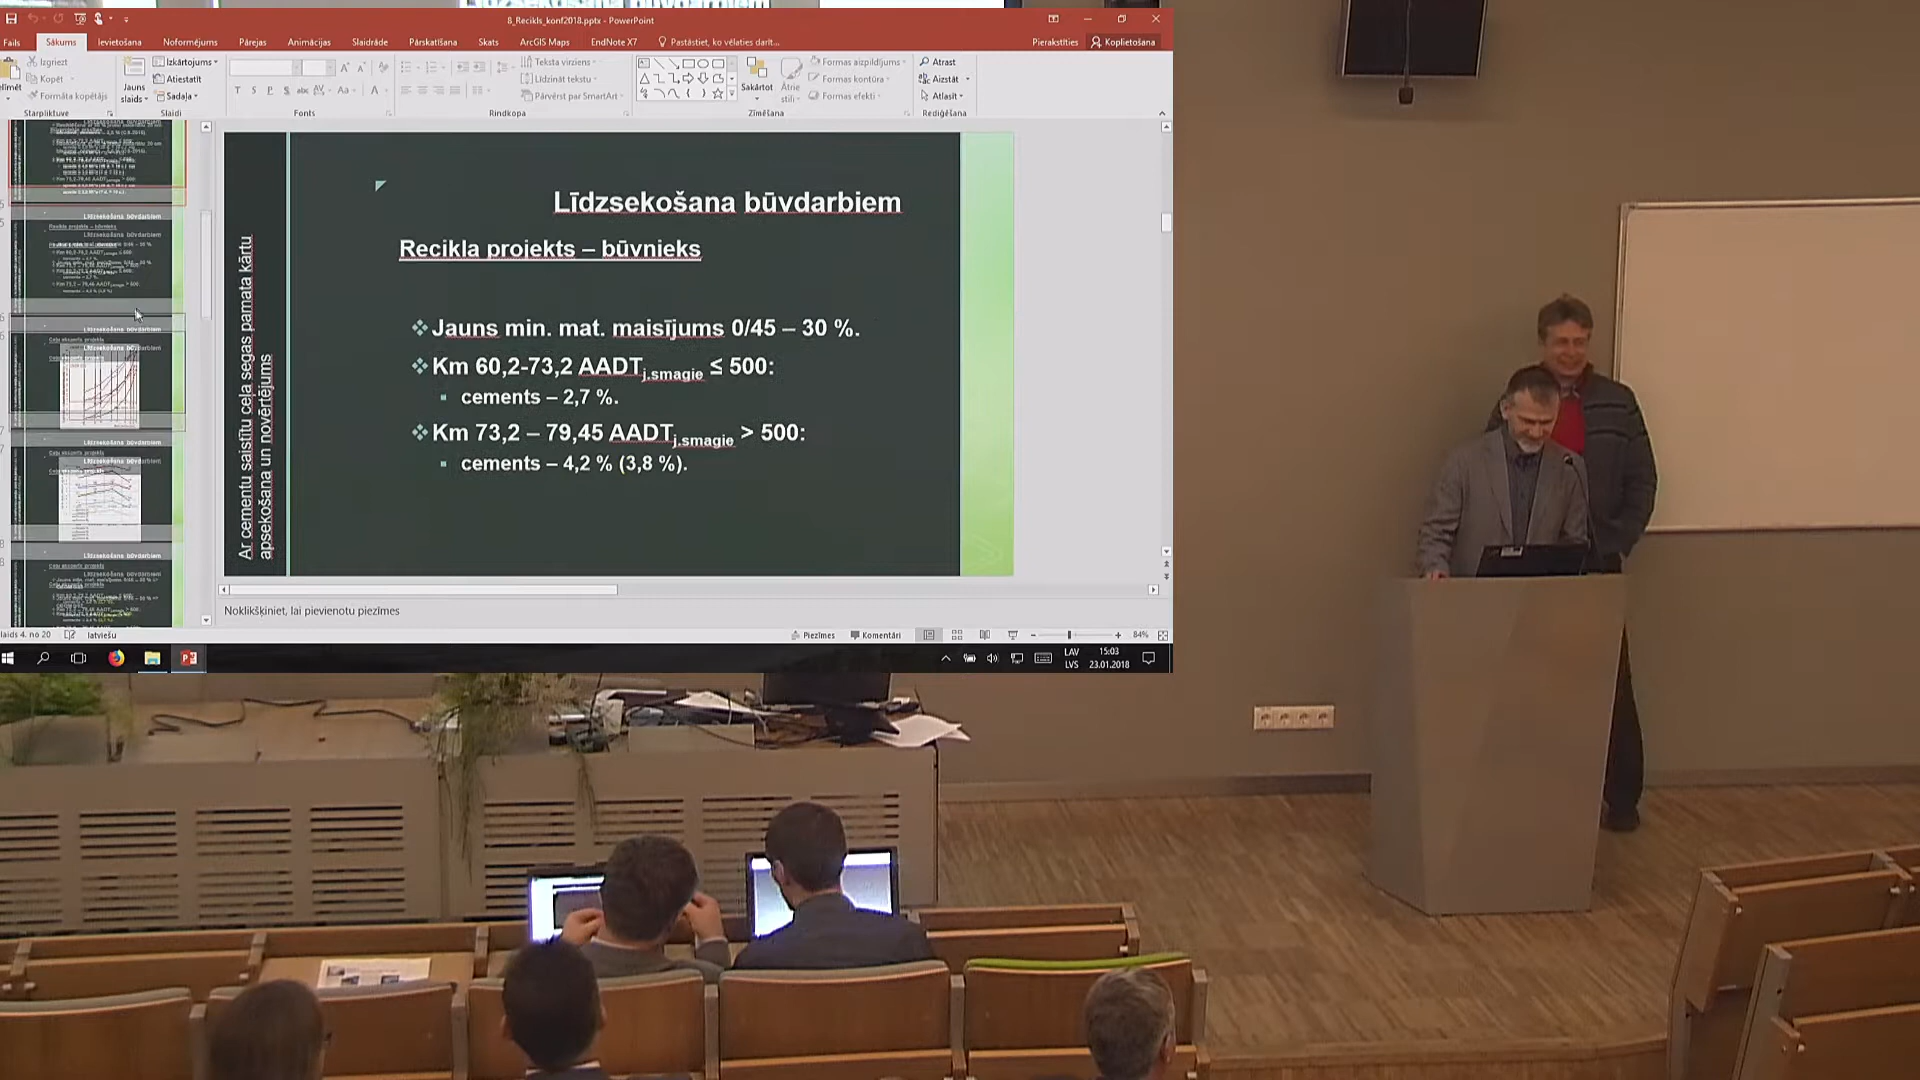 8_Recikls_konf2018.pptx - PowerPoint
Fails Sākums Ievietošana Noformējums Pārejas Animācijas Slaidrāde Pārskatīšana Skats ArcGIS Maps EndNote X7 Pastāstiet, ko vēlaties darīt... Pierakstīties Koplietošana
Izgriezt
Kopēt
Formāta kopētājs
Starpliktuve
Jauns slaids
Izkārtojums
Atiestatīt
Sadaļa
Slaidi
Fonts
Teksta virziens
Līdzināt tekstu
Pārvērst par SmartArt
Rindkopa
Sakārtot
Ātrie stili
Formas aizpildījums
Formas kontūra
Formas efekti
Zīmēšana
Atrast
Aizstāt
Atlasīt
Rediģēšana
Līdzsekošana būvdarbiem
Recikla projekts – būvnieks
Jauns min. mat. maisījums 0/45 – 30 %.
Km 60,2-73,2 AADTj.smagie ≤ 500:
cements – 2,7 %.
Km 73,2 – 79,45 AADTj.smagie > 500:
cements – 4,2 % (3,8 %).
Ar cementu saistītu ceļa segas pamata kārtu
apsekošana un novērtējums
Noklikšķiniet, lai pievienotu piezīmes
laids 4. no 20 latviešu Piezīmes Komentāri 84%
LAV 15:03
LVS 23.01.2018